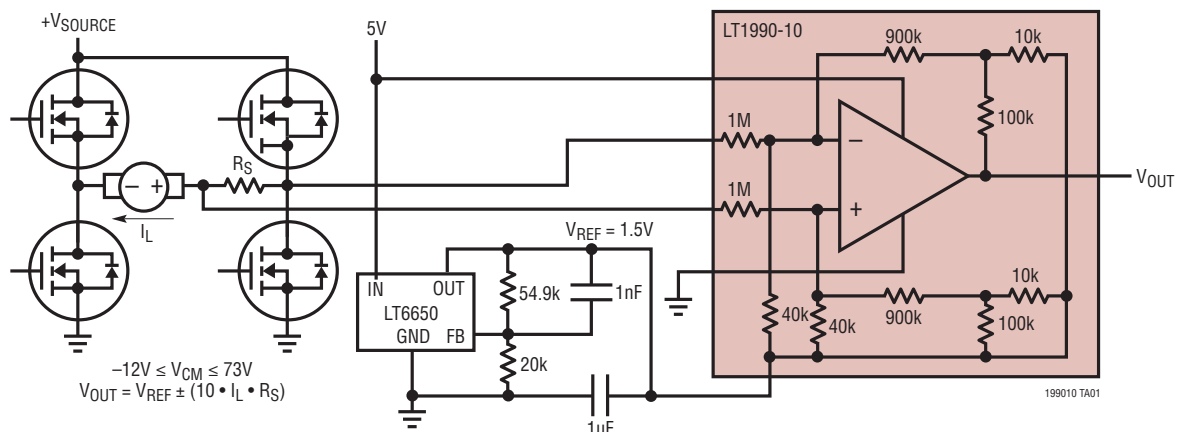 +VSOURCE
5V
LT1990-10
900k
10k
100k
1M
RS
–
+
–
VOUT
1M
+
IL
VREF = 1.5V
IN
OUT
54.9k
1nF
10k
LT6650
40k
40k
900k
100k
GND
FB
20k
–12V ≤ VCM ≤ 73V
VOUT = VREF ± (10 • IL • RS)
1µF
199010 TA01